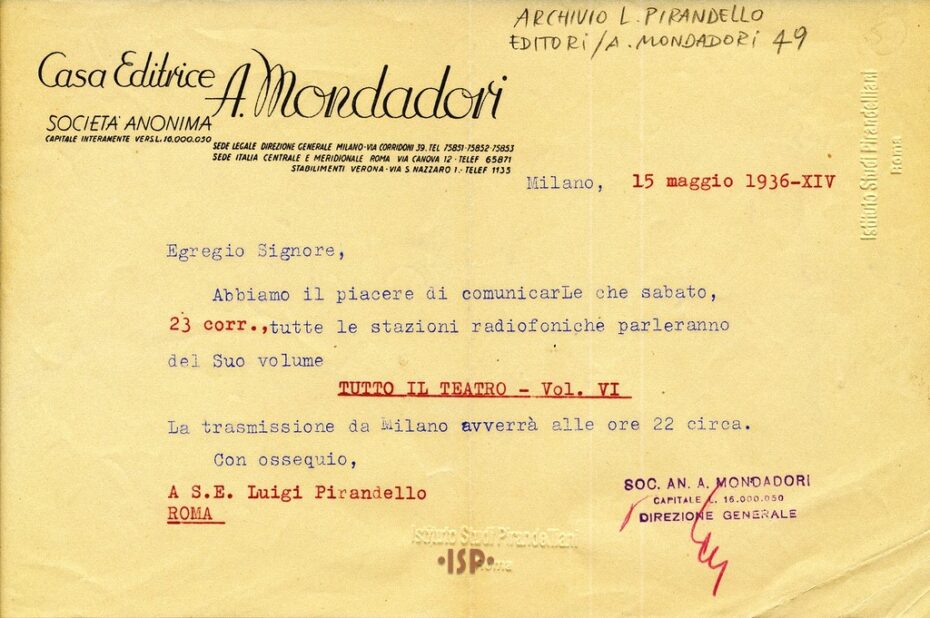 ARCHIVIO L. PIRANDELLO
EDITORI/A. MONDADORI 49
Casa Editrice A. Mondadori
SOCIETÀ ANONIMA
CAPITALE INTERAMENTE VERS. L. 16.000.050
SEDE LEGALE DIREZIONE GENERALE MILANO·VIA CORRIDONI 39. TEL 75851-75852-75853
SEDE ITALIA CENTRALE E MERIDIONALE ROMA VIA CANOVA 12 · TELEF 65871
STABILIMENTI VERONA·VIA S NAZZARO 1·TELEF 1135
Istituto Studi Pirandelliani
Roma
Milano, 15 maggio 1936-XIV
Egregio Signore,
Abbiamo il piacere di comunicarLe che sabato,
23 corr., tutte le stazioni radiofoniche parleranno
del Suo volume
TUTTO IL TEATRO - Vol. VI
La trasmissione da Milano avverrà alle ore 22 circa.
Con ossequio,
A S.E. Luigi Pirandello
ROMA
SOC. AN. A. MONDADORI
CAPITALE L. 16.000.050
DIREZIONE GENERALE
Istituto Studi Pirandelliani
·ISP·
Roma